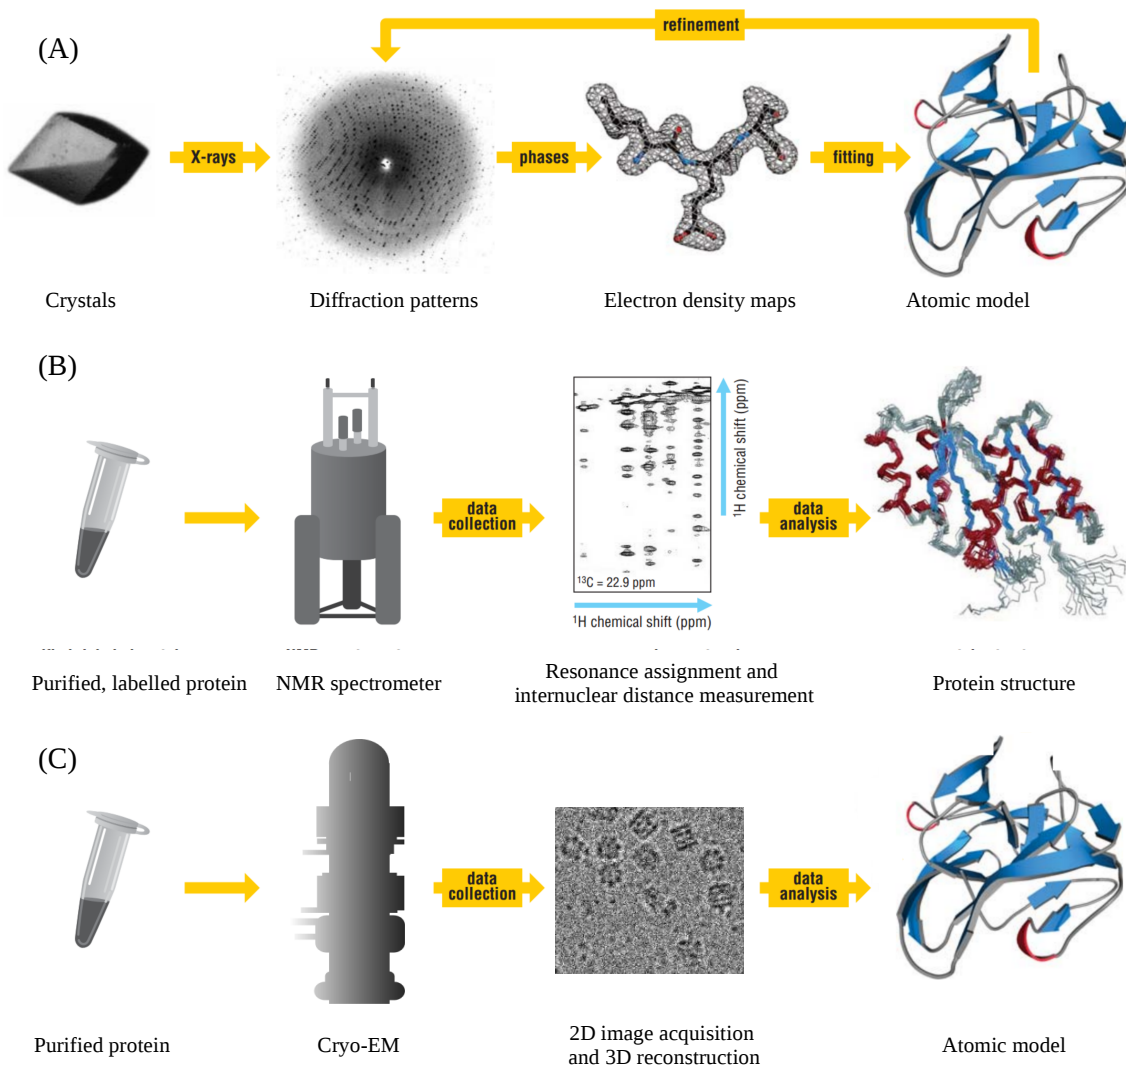 refinement
(A)
X-rays
phases
fitting
Crystals
Diffraction patterns
Electron density maps
Atomic model
(B)
data
collection
¹H chemical shift (ppm)
data
analysis
¹³C = 22.9 ppm
¹H chemical shift (ppm)
Purified, labelled protein
NMR spectrometer
Resonance assignment and
internuclear distance measurement
Protein structure
(C)
data
collection
data
analysis
Purified protein
Cryo-EM
2D image acquisition
and 3D reconstruction
Atomic model